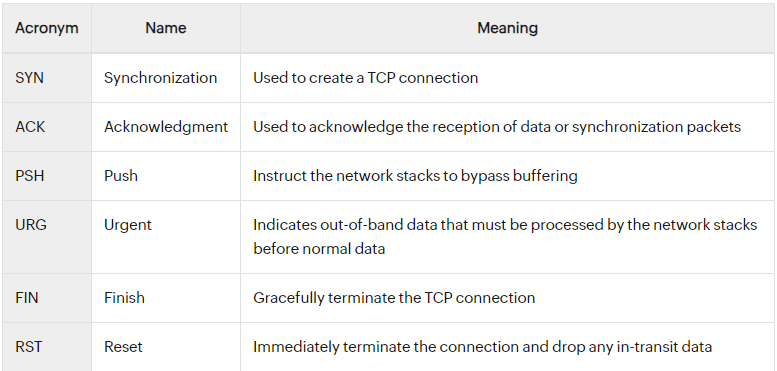 Acronym Name Meaning
SYN Synchronization Used to create a TCP connection
ACK Acknowledgment Used to acknowledge the reception of data or synchronization packets
PSH Push Instruct the network stacks to bypass buffering
URG Urgent Indicates out-of-band data that must be processed by the network stacks
before normal data
FIN Finish Gracefully terminate the TCP connection
RST Reset Immediately terminate the connection and drop any in-transit data